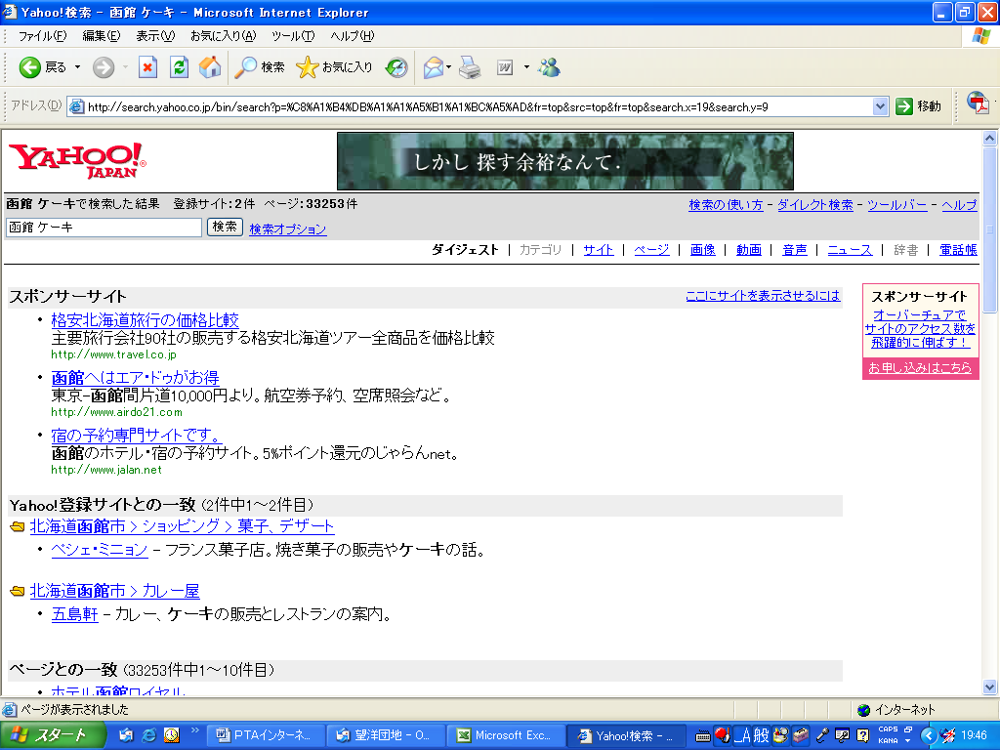 Yahoo!検索 - 函館 ケーキ - Microsoft Internet Explorer
ファイル(F) 編集(E) 表示(V) お気に入り(A) ツール(T) ヘルプ(H)
戻る 検索 お気に入り
アドレス(D) http://search.yahoo.co.jp/bin/search?p=%C8%A1%B4%DB%A1%A1%A5%B1%A1%BC%A5%AD&fr=top&src=top&fr=top&search.x=19&search.y=9 移動
YAHOO! JAPAN
しかし 探す余裕なんて.
函館 ケーキで検索した結果 登録サイト:2件 ページ:33253件
検索の使い方 - ダイレクト検索 - ツールバー - ヘルプ
函館 ケーキ 検索 検索オプション
ダイジェスト | カテゴリ | サイト | ページ | 画像 | 動画 | 音声 | ニュース | 辞書 | 電話帳
スポンサーサイト ここにサイトを表示させるには
• 格安北海道旅行の価格比較
主要旅行会社90社の販売する格安北海道ツアー全商品を価格比較
http://www.travel.co.jp
• 函館へはエア・ドゥがお得
東京-函館間片道10,000円より。航空券予約、空席照会など。
http://www.airdo21.com
• 宿の予約専門サイトです。
函館のホテル・宿の予約サイト。5%ポイント還元のじゃらんnet。
http://www.jalan.net
スポンサーサイト
オーバーチュアで
サイトのアクセス数を
飛躍的に伸ばす！
お申し込みはこちら
Yahoo!登録サイトとの一致 (2件中1～2件目)
北海道函館市 > ショッピング > 菓子、デザート
• ペシェ・ミニョン - フランス菓子店。焼き菓子の販売やケーキの話。
北海道函館市 > カレー屋
• 五島軒 - カレー、ケーキの販売とレストランの案内。
ページとの一致 (33253件中1～10件目)
• ホテル函館ロイヤル
ページが表示されました インターネット
スタート PTAインターネ... 望洋団地 - O... Microsoft Exc... Yahoo!検索 - ... A 般 CAPS KANA 19:46